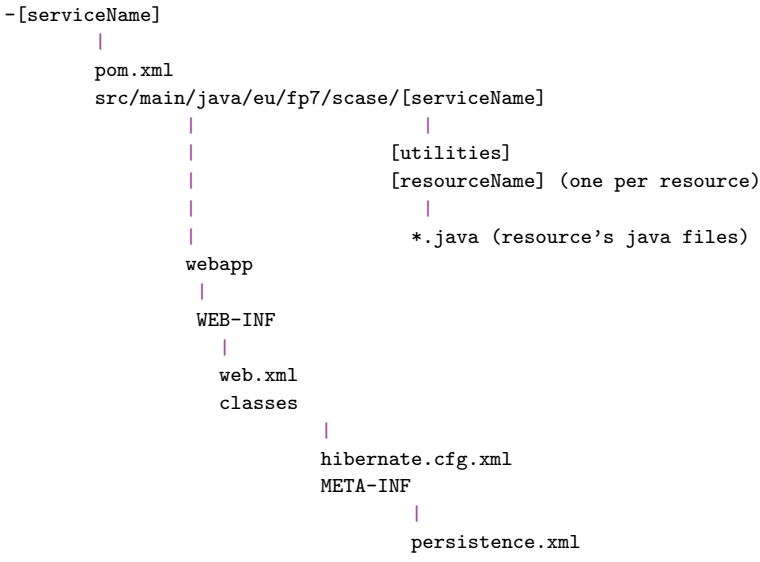 -[serviceName]
|
pom.xml
src/main/java/eu/fp7/scase/[serviceName]
| |
| [utilities]
| [resourceName] (one per resource)
| |
| *.java (resource’s java files)
webapp
|
WEB-INF
|
web.xml
classes
|
hibernate.cfg.xml
META-INF
|
persistence.xml